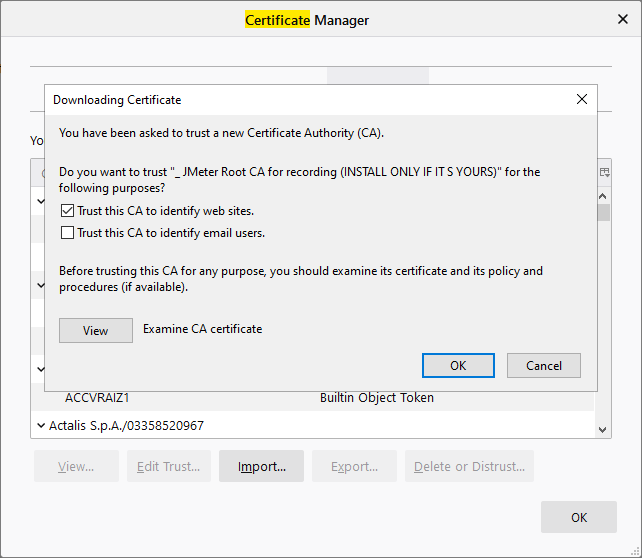 Certificate Manager
Downloading Certificate
You have been asked to trust a new Certificate Authority (CA).
Do you want to trust "_ JMeter Root CA for recording (INSTALL ONLY IF IT S YOURS)" for the
following purposes?
Trust this CA to identify web sites.
Trust this CA to identify email users.
Before trusting this CA for any purpose, you should examine its certificate and its policy and
procedures (if available).
View Examine CA certificate
OK Cancel
ACCVRAIZ1 Builtin Object Token
Actalis S.p.A./03358520967
View... Edit Trust... Import... Export... Delete or Distrust...
OK